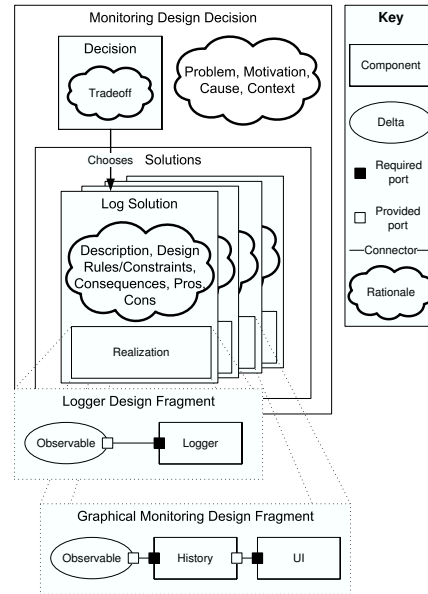 Monitoring Design Decision
Decision
Tradeoff
Problem, Motivation,
Cause, Context
Chooses
Solutions
Log Solution
Description, Design
Rules/Constraints,
Consequences, Pros,
Cons
Realization
Logger Design Fragment
Observable
Logger
Graphical Monitoring Design Fragment
Observable
History
UI
Key
Component
Delta
Required
port
Provided
port
Connector
Rationale